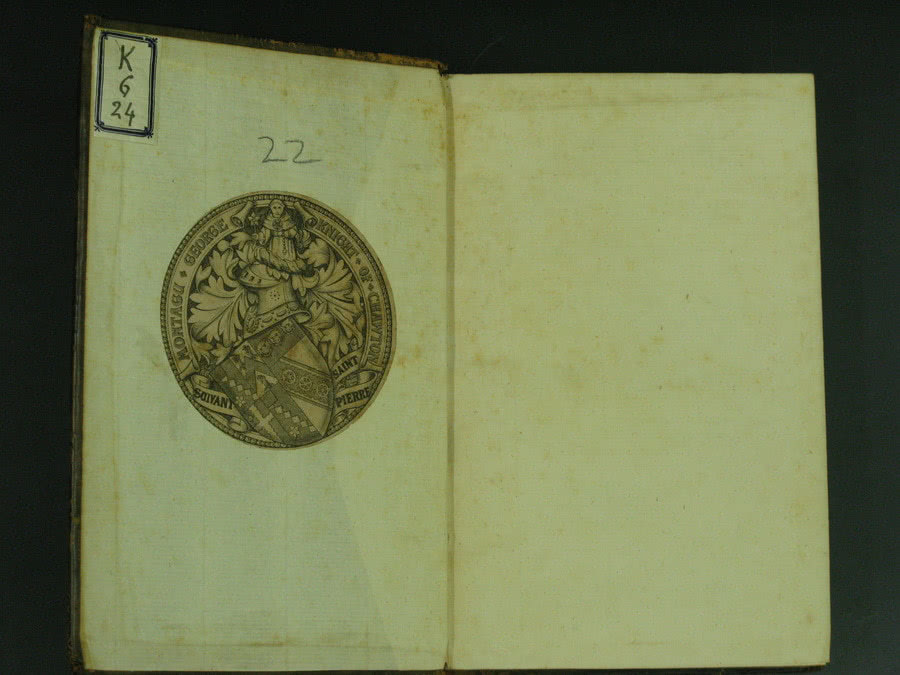 K
6
24
22
MONTAGU ✦ GEORGE KNIGHT ✦ OF ✦ CHAWTON
SUIVANT SAINT PIERRE